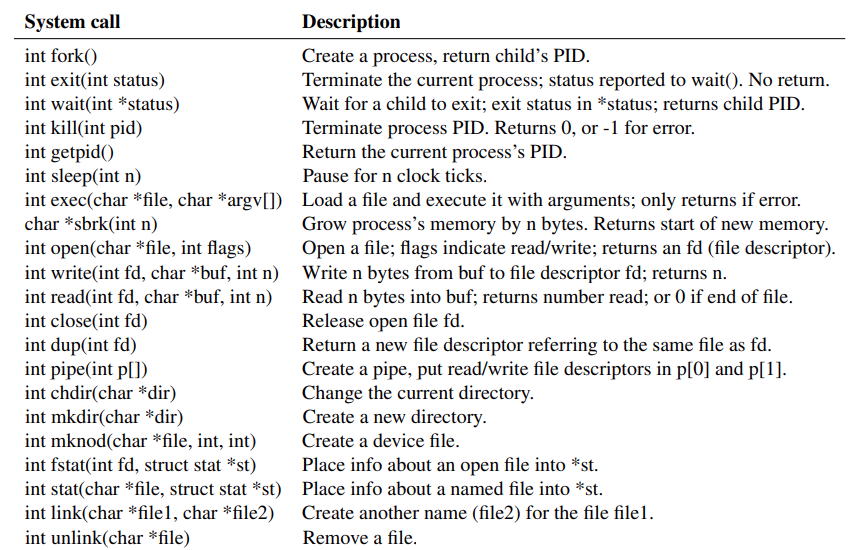 System call Description
int fork() Create a process, return child's PID.
int exit(int status) Terminate the current process; status reported to wait(). No return.
int wait(int *status) Wait for a child to exit; exit status in *status; returns child PID.
int kill(int pid) Terminate process PID. Returns 0, or -1 for error.
int getpid() Return the current process's PID.
int sleep(int n) Pause for n clock ticks.
int exec(char *file, char *argv[]) Load a file and execute it with arguments; only returns if error.
char *sbrk(int n) Grow process's memory by n bytes. Returns start of new memory.
int open(char *file, int flags) Open a file; flags indicate read/write; returns an fd (file descriptor).
int write(int fd, char *buf, int n) Write n bytes from buf to file descriptor fd; returns n.
int read(int fd, char *buf, int n) Read n bytes into buf; returns number read; or 0 if end of file.
int close(int fd) Release open file fd.
int dup(int fd) Return a new file descriptor referring to the same file as fd.
int pipe(int p[]) Create a pipe, put read/write file descriptors in p[0] and p[1].
int chdir(char *dir) Change the current directory.
int mkdir(char *dir) Create a new directory.
int mknod(char *file, int, int) Create a device file.
int fstat(int fd, struct stat *st) Place info about an open file into *st.
int stat(char *file, struct stat *st) Place info about a named file into *st.
int link(char *file1, char *file2) Create another name (file2) for the file file1.
int unlink(char *file) Remove a file.